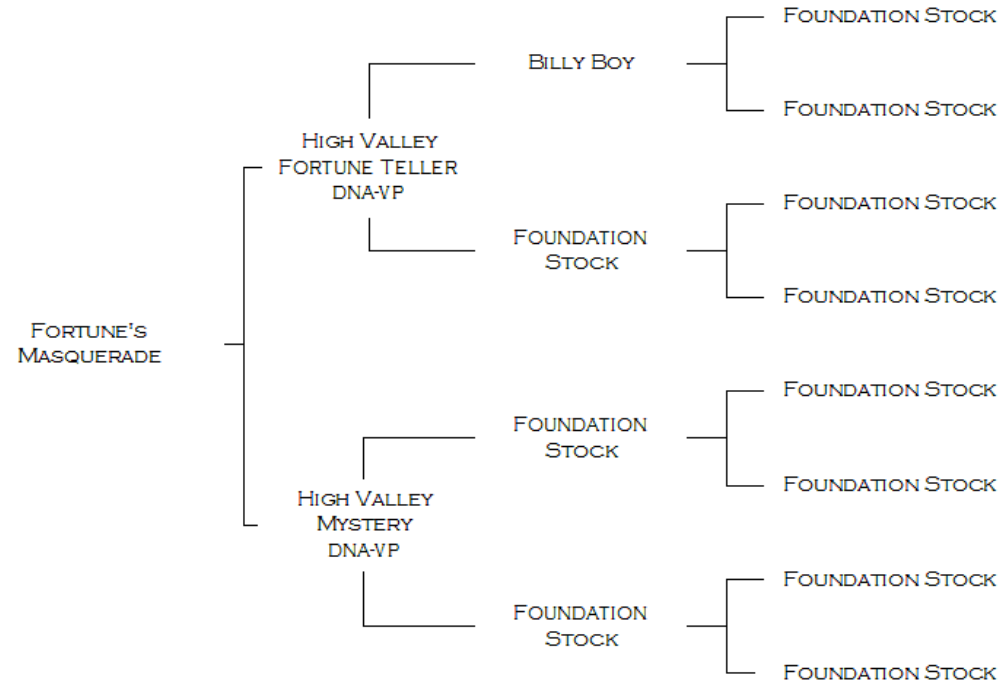 Foundation Stock
Billy Boy
Foundation Stock
High Valley
Fortune Teller
DNA-VP
Foundation Stock
Foundation
Stock
Foundation Stock
Fortune's
Masquerade
Foundation Stock
Foundation
Stock
Foundation Stock
High Valley
Mystery
DNA-VP
Foundation Stock
Foundation
Stock
Foundation Stock